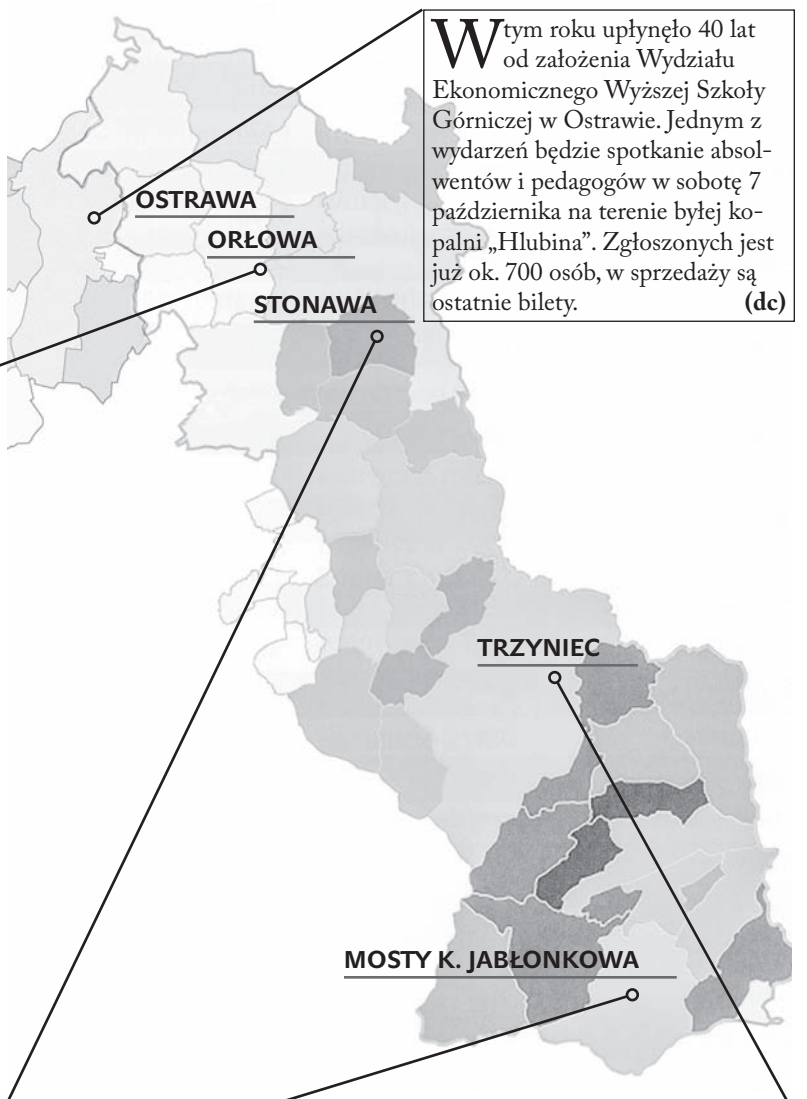 W tym roku upłynęło 40 lat
od założenia Wydziału
Ekonomicznego Wyższej Szkoły
Górniczej w Ostrawie. Jednym z
wydarzeń będzie spotkanie absol-
wentów i pedagogów w sobotę 7
października na terenie byłej ko-
palni „Hlubina”. Zgłoszonych jest
już ok. 700 osób, w sprzedaży są
ostatnie bilety. (dc)
OSTRAWA
ORŁOWA
STONAWA
TRZYNIEC
MOSTY K. JABŁONKOWA